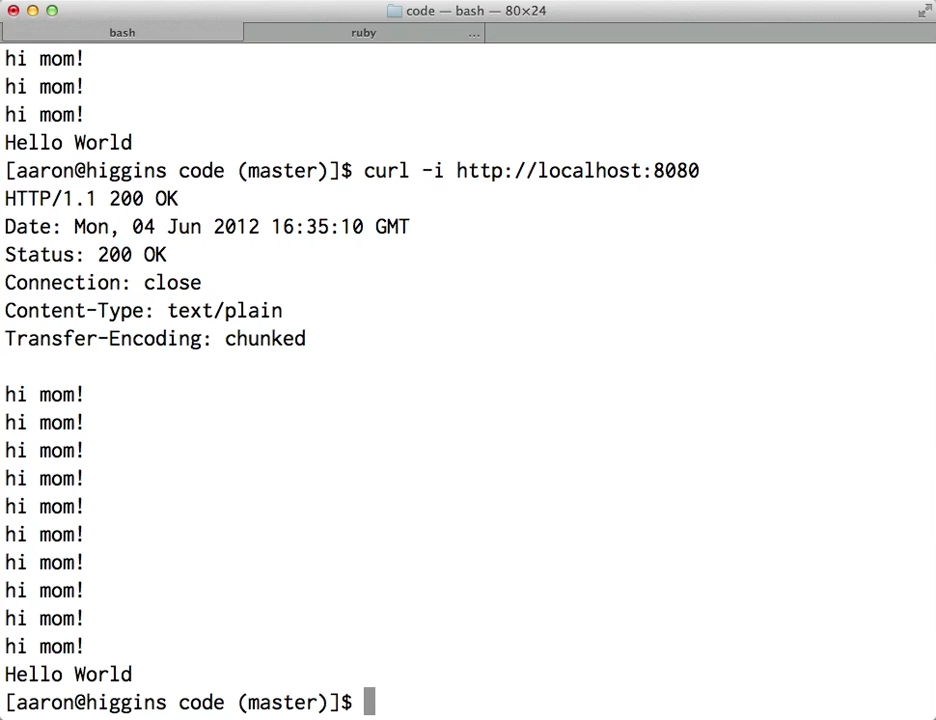 code — bash — 80×24
bash
ruby
...
hi mom!
hi mom!
hi mom!
Hello World
[aaron@higgins code (master)]$ curl -i http://localhost:8080
HTTP/1.1 200 OK
Date: Mon, 04 Jun 2012 16:35:10 GMT
Status: 200 OK
Connection: close
Content-Type: text/plain
Transfer-Encoding: chunked
hi mom!
hi mom!
hi mom!
hi mom!
hi mom!
hi mom!
hi mom!
hi mom!
hi mom!
hi mom!
Hello World
[aaron@higgins code (master)]$